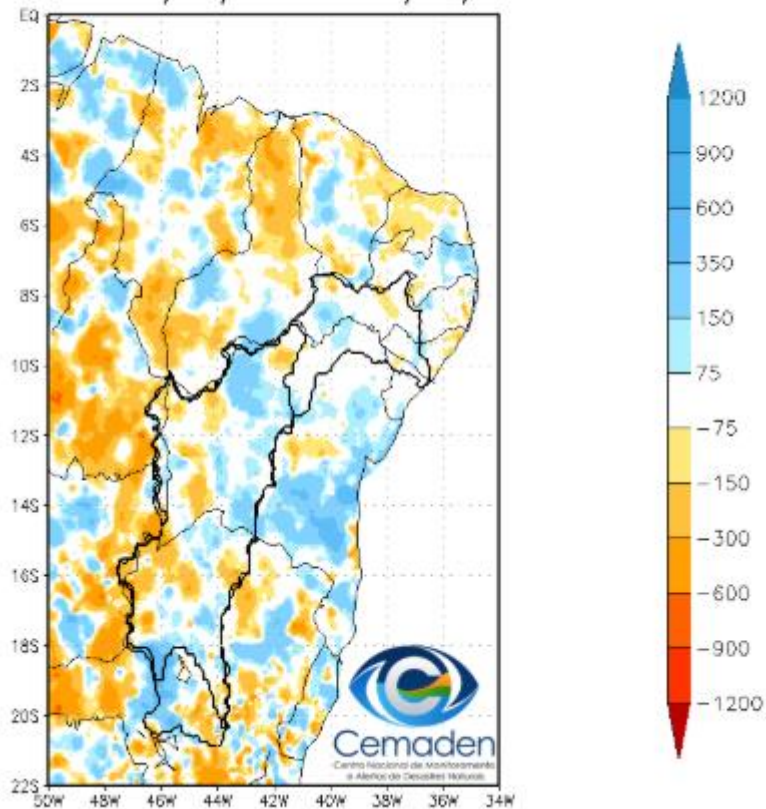 EQ
2S
4S
6S
8S
10S
12S
14S
16S
18S
20S
22S
50W 48W 46W 44W 42W 40W 38W 36W 34W
1200
900
600
350
150
75
-75
-150
-300
-600
-900
-1200
Cemaden
Centro Nacional de Monitoramento
e Alertas de Desastres Naturais